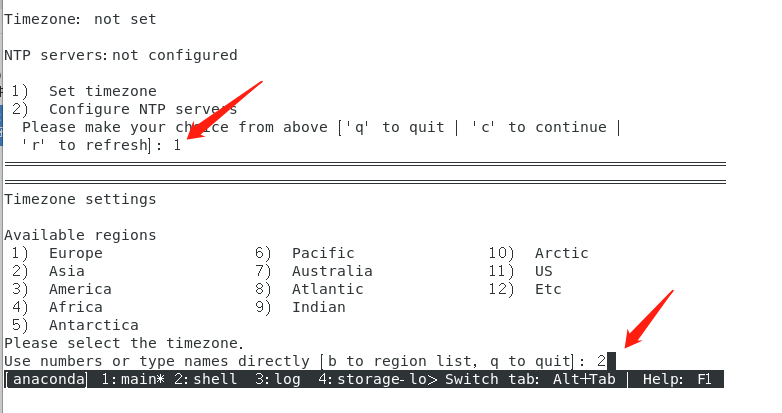 Timezone: not set
NTP servers:not configured
1) Set timezone
2) Configure NTP servers
Please make your choice from above ['q' to quit | 'c' to continue |
'r' to refresh]: 1
Timezone settings
Available regions
1) Europe 6) Pacific 10) Arctic
2) Asia 7) Australia 11) US
3) America 8) Atlantic 12) Etc
4) Africa 9) Indian
5) Antarctica
Please select the timezone.
Use numbers or type names directly [b to region list, q to quit]: 2
[anaconda] 1:main* 2:shell 3:log 4:storage-lo> Switch tab: Alt+Tab | Help: F1